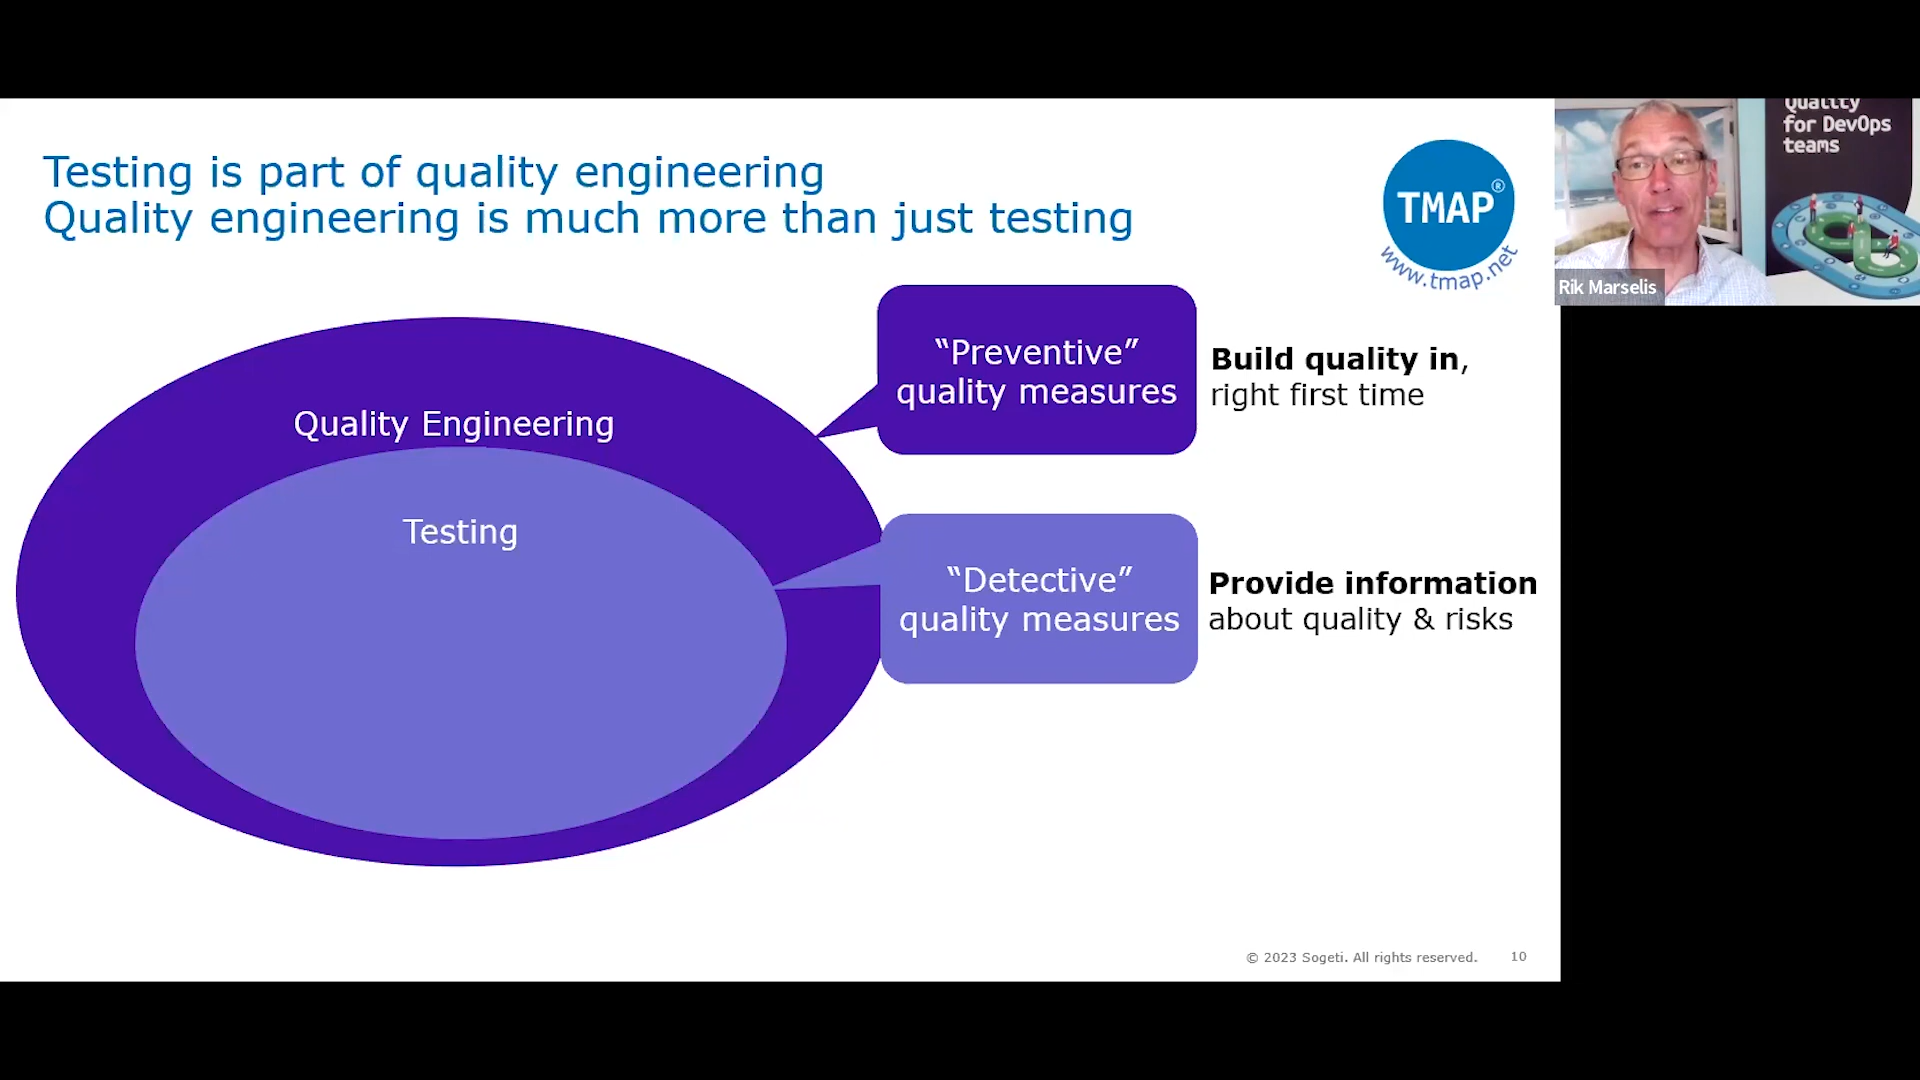 Testing is part of quality engineering
Quality engineering is much more than just testing
TMAP®
www.tmap.net
Quality
for DevOps
teams
Rik Marselis
Quality Engineering
Testing
“Preventive”
quality measures
Build quality in,
right first time
“Detective”
quality measures
Provide information
about quality & risks
© 2023 Sogeti. All rights reserved.
10